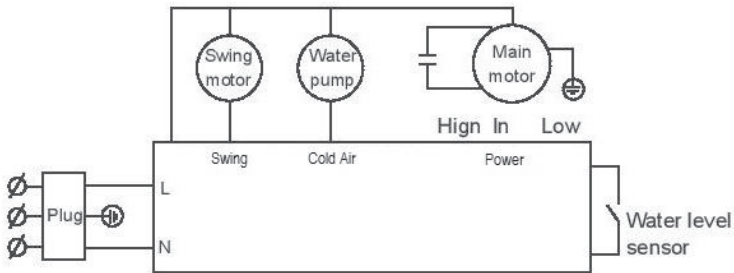 Swing
motor
Water
pump
Main
motor
Hign In Low
Swing Cold Air Power
Plug
L
N
Water level
sensor